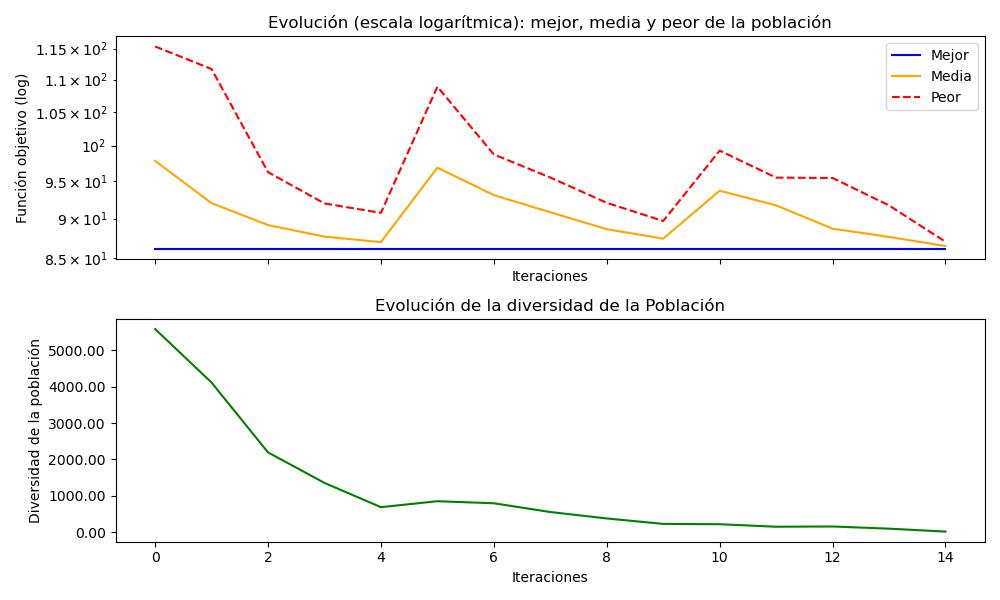 Evolución (escala logarítmica): mejor, media y peor de la población
Función objetivo (log)
1.15 × 10²
1.1 × 10²
1.05 × 10²
10²
9.5 × 10¹
9 × 10¹
8.5 × 10¹
Mejor
Media
Peor
Iteraciones
Evolución de la diversidad de la Población
Diversidad de la población
5000.00
4000.00
3000.00
2000.00
1000.00
0.00
0 2 4 6 8 10 12 14
Iteraciones